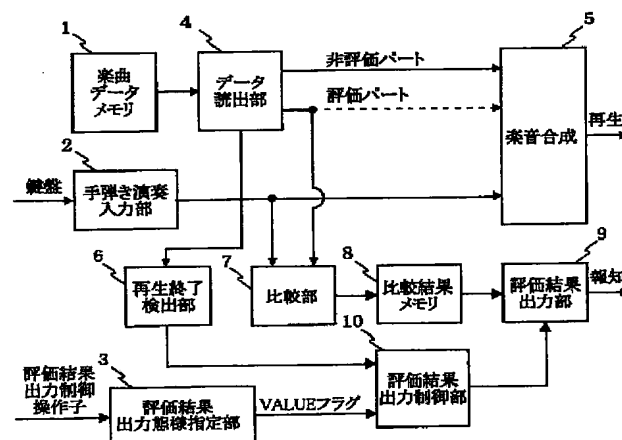 1
楽曲
データ
メモリ
4
データ
読出部
非評価パート
評価パート
5
楽音合成
再生
鍵盤
2
手弾き演奏
入力部
6
再生終了
検出部
7
比較部
8
比較結果
メモリ
9
評価結果
出力部
報知
10
評価結果
出力制御部
評価結果
出力制御
操作子
3
評価結果
出力態様指定部
VALUEフラグ